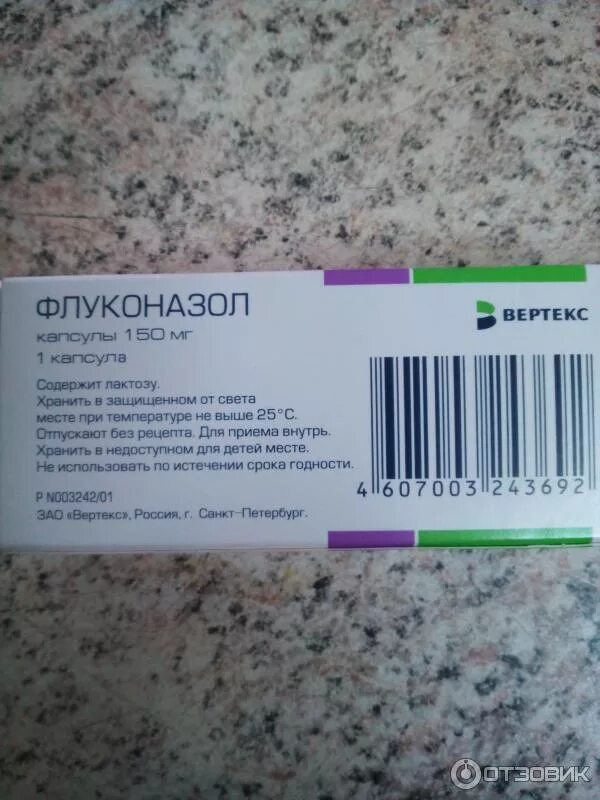 ФЛУКОНАЗОЛ
капсулы 150 мг
1 капсула
Содержит лактозу.
Хранить в защищенном от света
месте при температуре не выше 25°С.
Отпускают без рецепта. Для приема внутрь.
Хранить в недоступном для детей месте.
Не использовать по истечении срока годности.
Р N003242/01
ЗАО «Вертекс», Россия, г. Санкт-Петербург.
ВЕРТЕКС
4 607003 243692
ОТЗОВИК